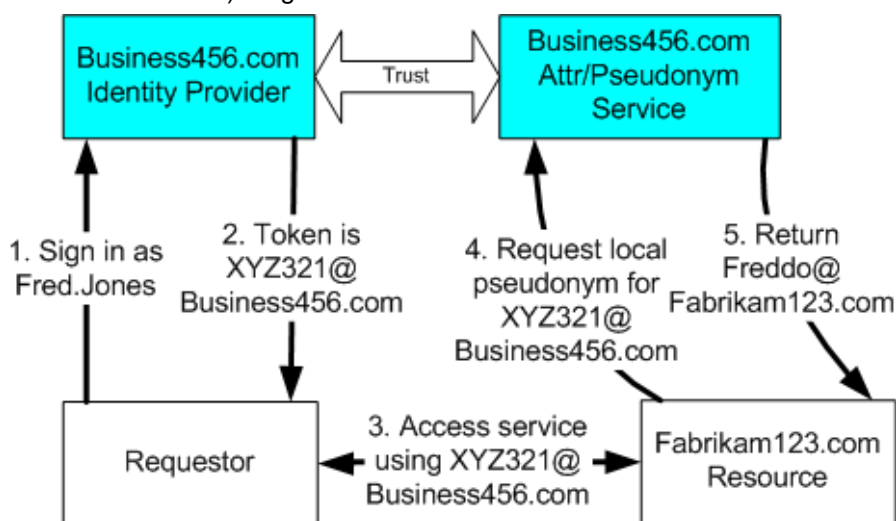 Business456.com
Identity Provider
Trust
Business456.com
Attr/Pseudonym
Service
1. Sign in as
Fred.Jones
2. Token is
XYZ321@
Business456.com
4. Request local
pseudonym for
XYZ321@
Business456.com
5. Return
Freddo@
Fabrikam123.com
Requestor
3. Access service
using XYZ321@
Business456.com
Fabrikam123.com
Resource